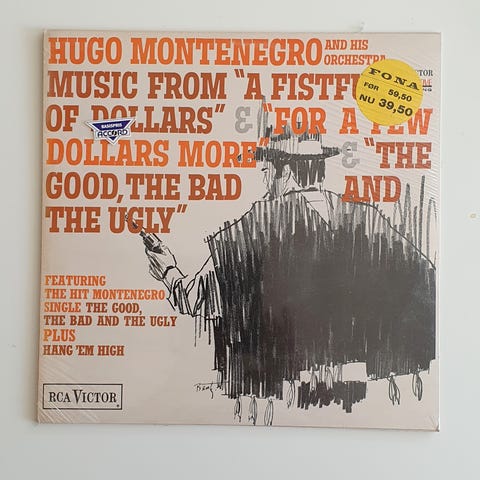 HUGO MONTENEGRO AND HIS
ORCHESTRA
MUSIC FROM "A FISTF
OF DOLLARS" & "FOR A FEW
DOLLARS MORE" & "THE
GOOD, THE BAD AND
THE UGLY"
FONA
FØR 59,50
NU 39,50
BASISPRIS
ACCORD
FEATURING
THE HIT MONTENEGRO
SINGLE THE GOOD,
THE BAD AND THE UGLY
PLUS
HANG 'EM HIGH
RCA VICTOR